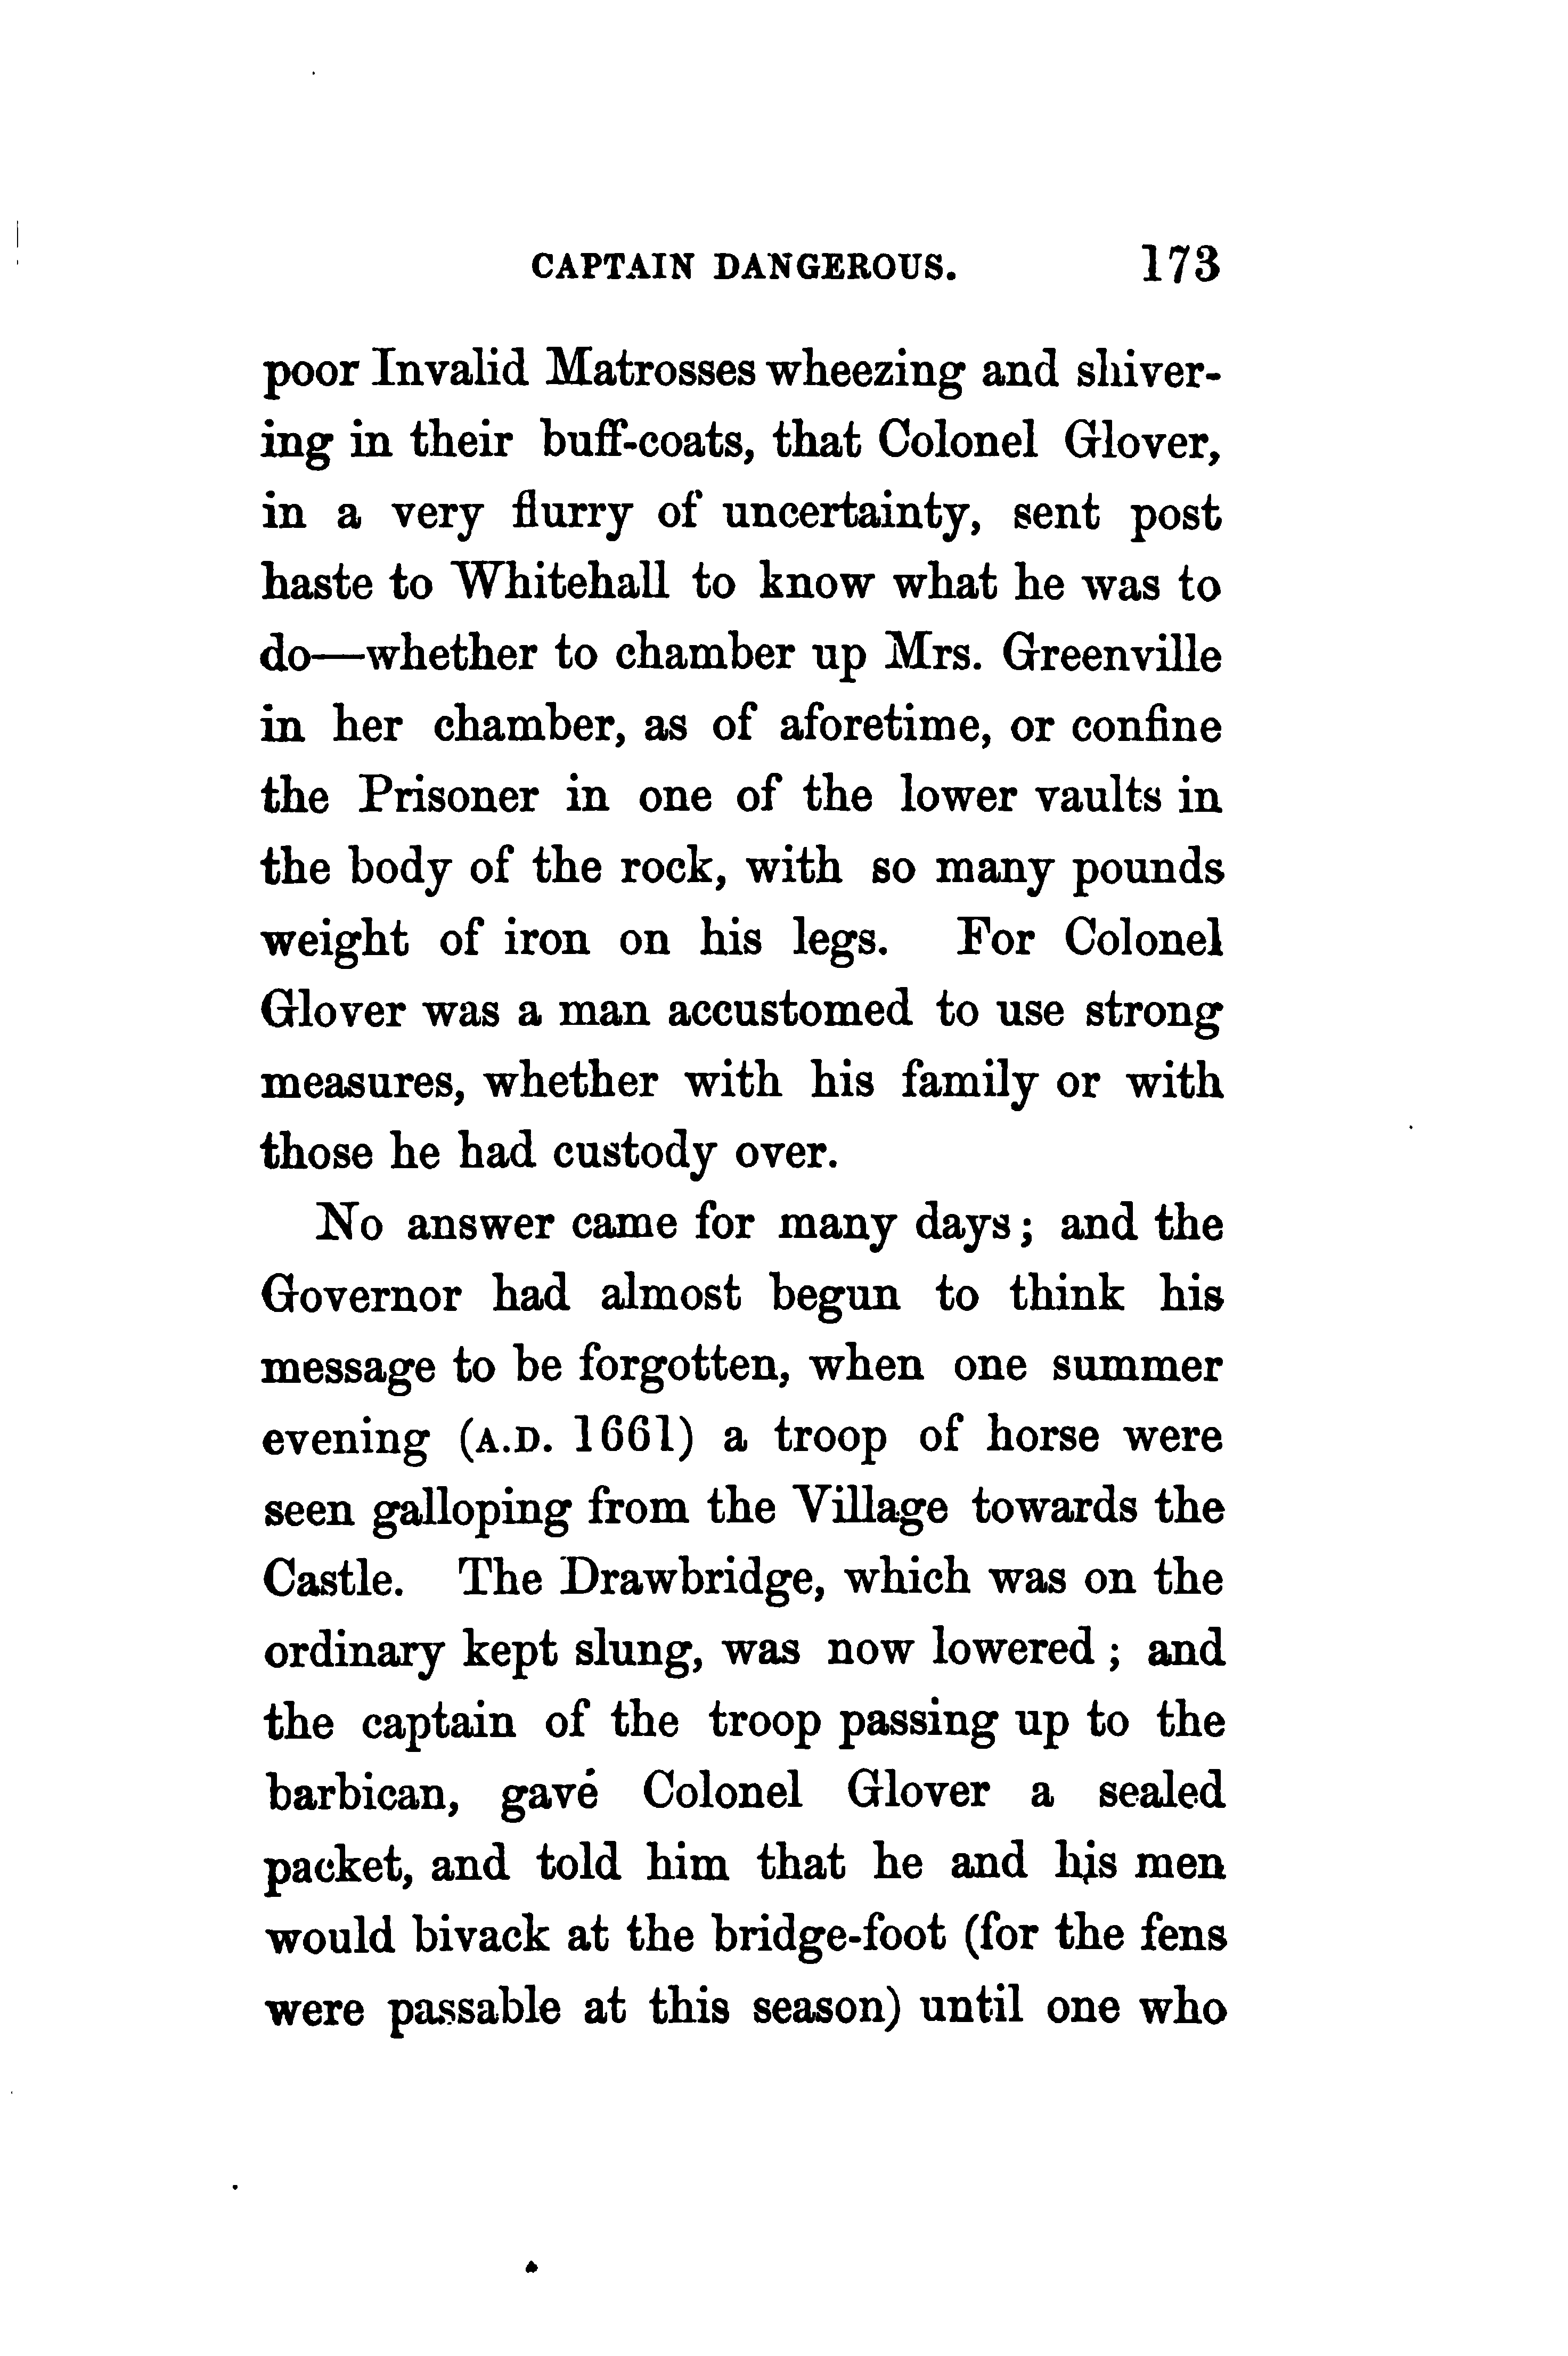 CAPTAIN DANGEROUS. 173
poor Invalid Matrosses wheezing and shiver-
ing in their buff-coats, that Colonel Glover,
in a very flurry of uncertainty, sent post
haste to Whitehall to know what he was to
do—whether to chamber up Mrs. Greenville
in her chamber, as of aforetime, or confine
the Prisoner in one of the lower vaults in
the body of the rock, with so many pounds
weight of iron on his legs. For Colonel
Glover was a man accustomed to use strong
measures, whether with his family or with
those he had custody over.
No answer came for many days; and the
Governor had almost begun to think his
message to be forgotten, when one summer
evening (A.D. 1661) a troop of horse were
seen galloping from the Village towards the
Castle. The Drawbridge, which was on the
ordinary kept slung, was now lowered; and
the captain of the troop passing up to the
barbican, gave Colonel Glover a sealed
packet, and told him that he and his men
would bivack at the bridge-foot (for the fens
were passable at this season) until one who